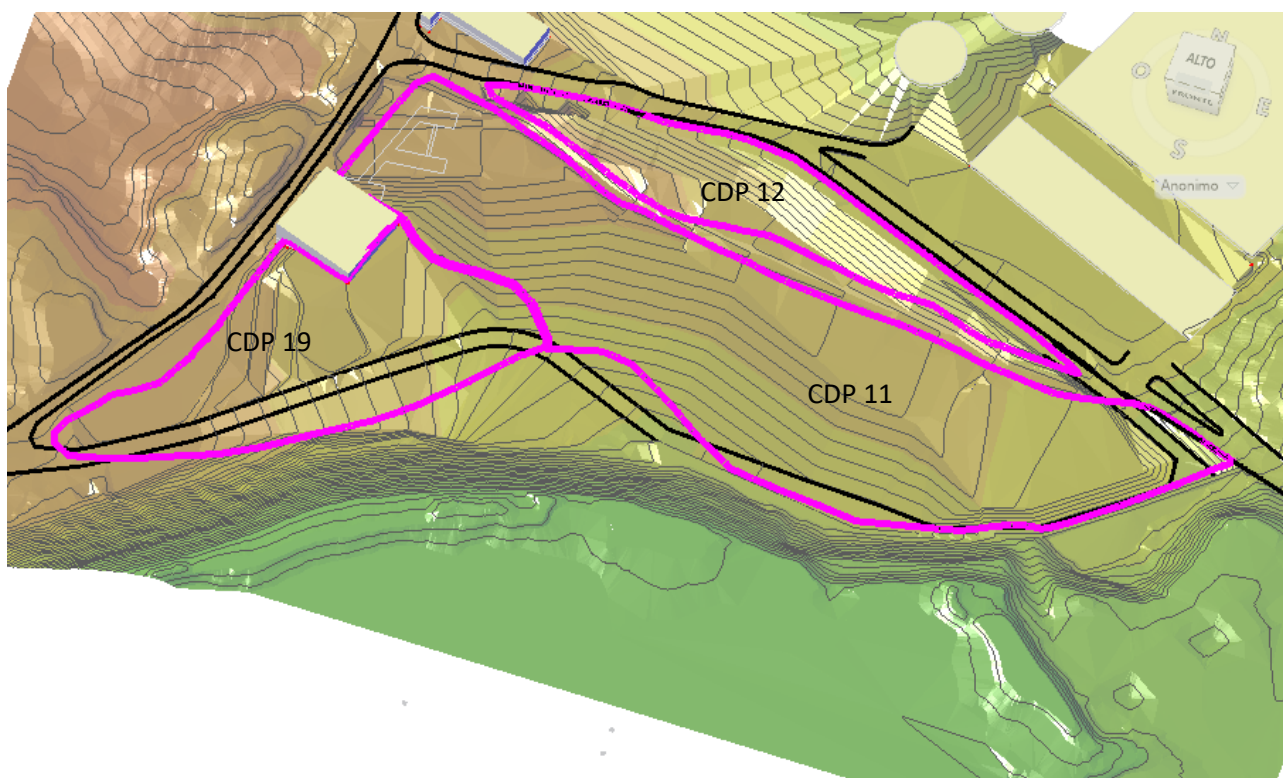 N
ALTO
O
FRONTE
E
S
Anonimo
CDP 12
CDP 19
CDP 11